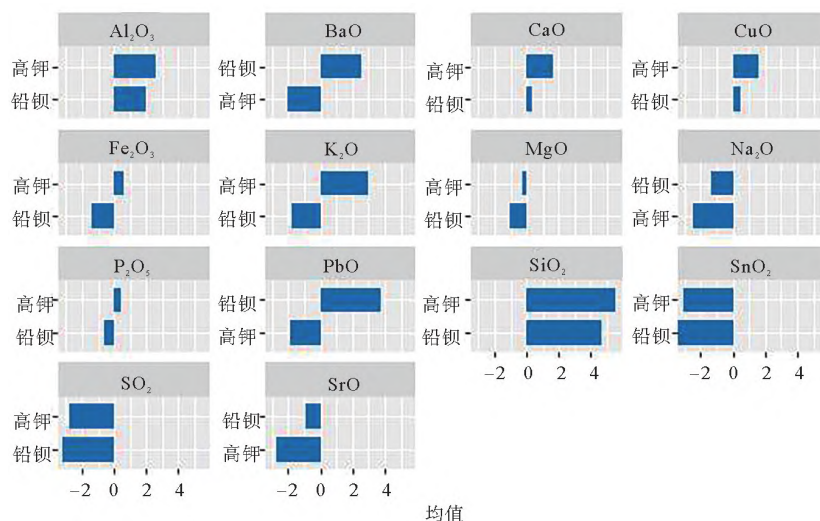 Al₂O₃ BaO CaO CuO
高钾 铅钡 高钾 高钾
铅钡 高钾 铅钡 铅钡
Fe₂O₃ K₂O MgO Na₂O
高钾 高钾 高钾 铅钡
铅钡 铅钡 铅钡 高钾
P₂O₅ PbO SiO₂ SnO₂
高钾 铅钡 高钾 高钾
铅钡 高钾 铅钡 铅钡
−2 0 2 4 −2 0 2 4
SO₂ SrO
高钾 铅钡
铅钡 高钾
−2 0 2 4 −2 0 2 4
均值